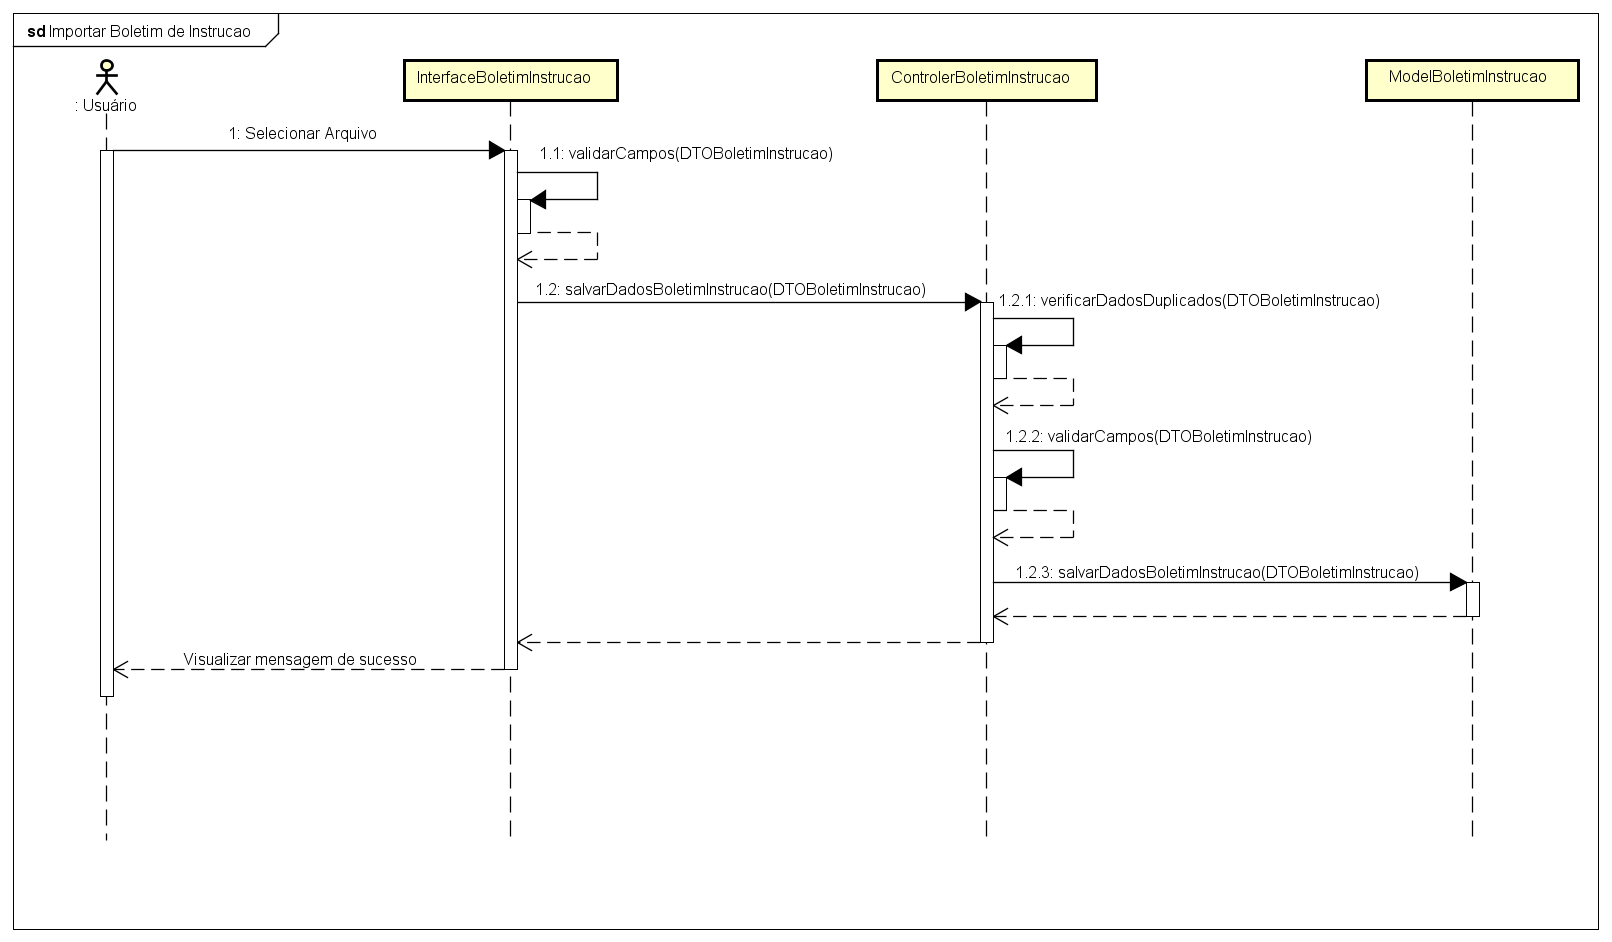 sd Importar Boletim de Instrucao
: Usuário
InterfaceBoletimInstrucao
ControlerBoletimInstrucao
ModelBoletimInstrucao
1: Selecionar Arquivo
1.1: validarCampos(DTOBoletimInstrucao)
1.2: salvarDadosBoletimInstrucao(DTOBoletimInstrucao)
1.2.1: verificarDadosDuplicados(DTOBoletimInstrucao)
1.2.2: validarCampos(DTOBoletimInstrucao)
1.2.3: salvarDadosBoletimInstrucao(DTOBoletimInstrucao)
Visualizar mensagem de sucesso